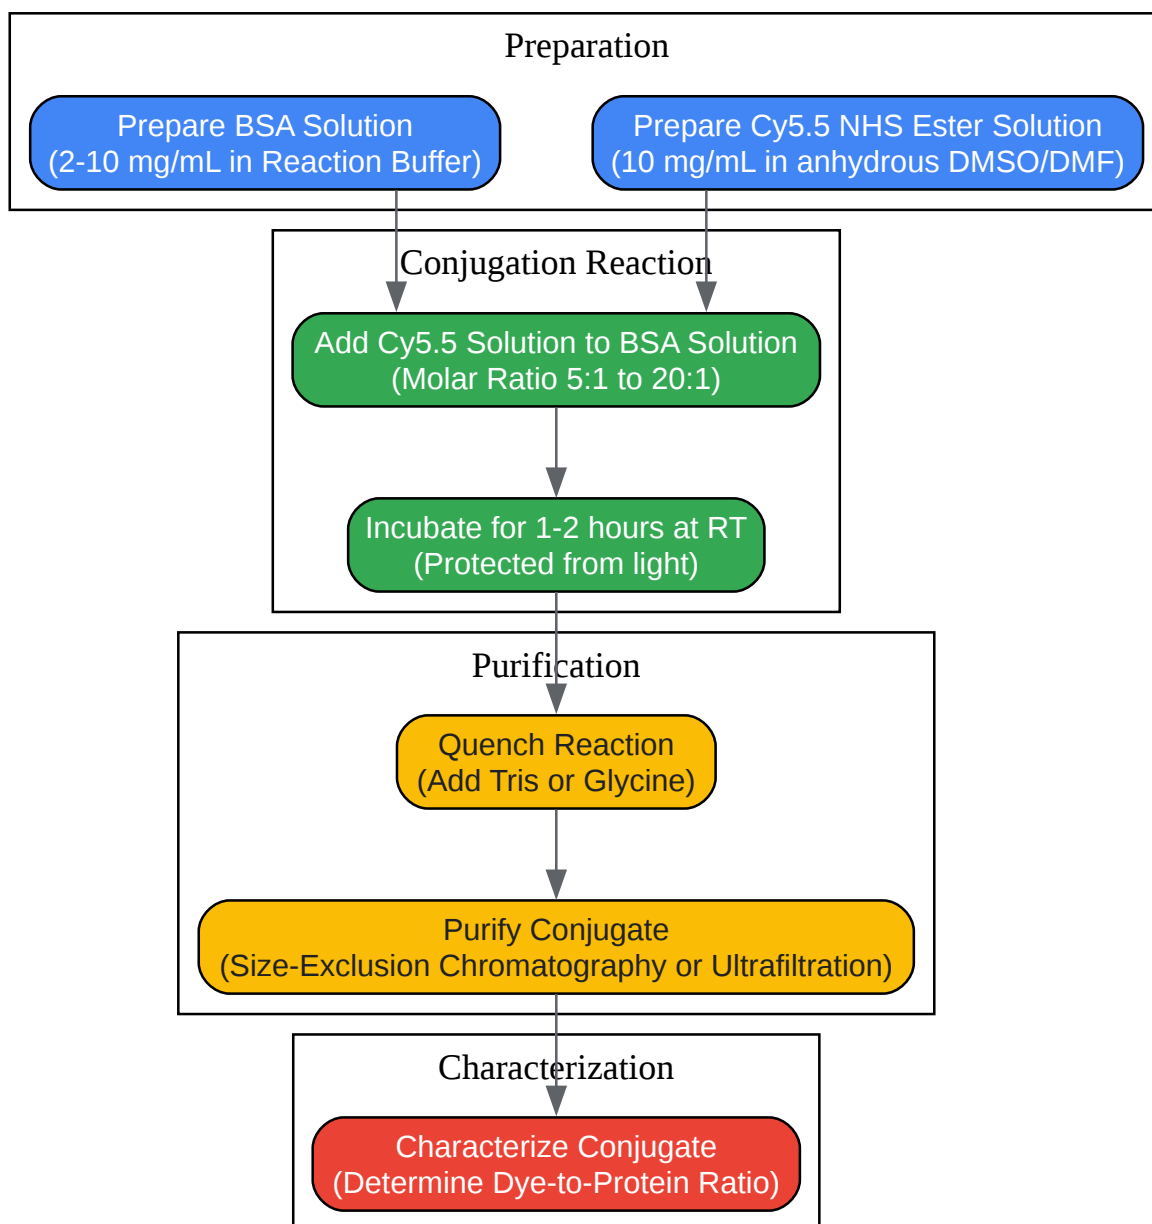 Preparation
Prepare BSA Solution
(2-10 mg/mL in Reaction Buffer)
Prepare Cy5.5 NHS Ester Solution
(10 mg/mL in anhydrous DMSO/DMF)
Conjugation Reaction
Add Cy5.5 Solution to BSA Solution
(Molar Ratio 5:1 to 20:1)
Incubate for 1-2 hours at RT
(Protected from light)
Purification
Quench Reaction
(Add Tris or Glycine)
Purify Conjugate
(Size-Exclusion Chromatography or Ultrafiltration)
Characterization
Characterize Conjugate
(Determine Dye-to-Protein Ratio)